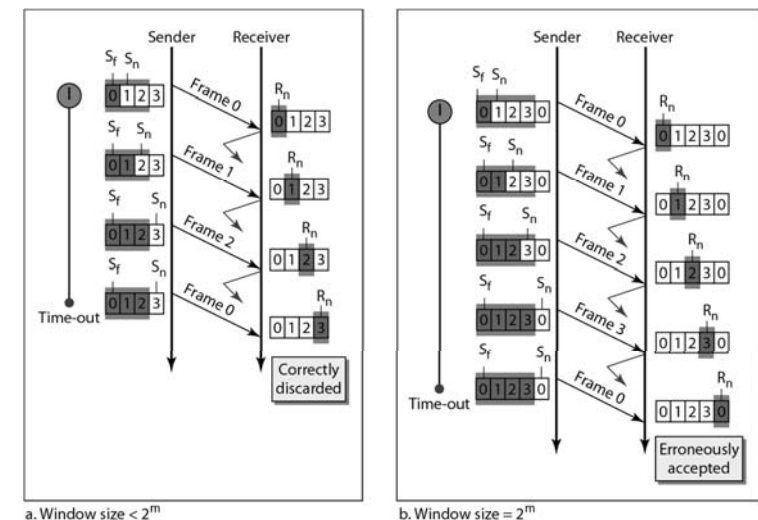 Sender Receiver
Sf Sn
0 1 2 3
Frame 0
Rn
0 1 2 3
0 1 2 3
Sn
Frame 1
Rn
0 1 2 3
Sf Sn
0 1 2 3
Frame 2
Rn
0 1 2 3
Sf Sn
0 1 2 3
Frame 0
Rn
0 1 2 3
Time-out
Correctly
discarded
a. Window size < 2^m
Sender Receiver
Sf Sn
0 1 2 3 0
Frame 0
Rn
0 1 2 3 0
Sf Sn
0 1 2 3 0
Frame 1
Rn
0 1 2 3 0
Sf Sn
0 1 2 3 0
Frame 2
Rn
0 1 2 3 0
Sf Sn
0 1 2 3 0
Frame 3
Rn
0 1 2 3 0
Sf Sn
0 1 2 3 0
Frame 0
Rn
0 1 2 3 0
Time-out
Erroneously
accepted
b. Window size = 2^m